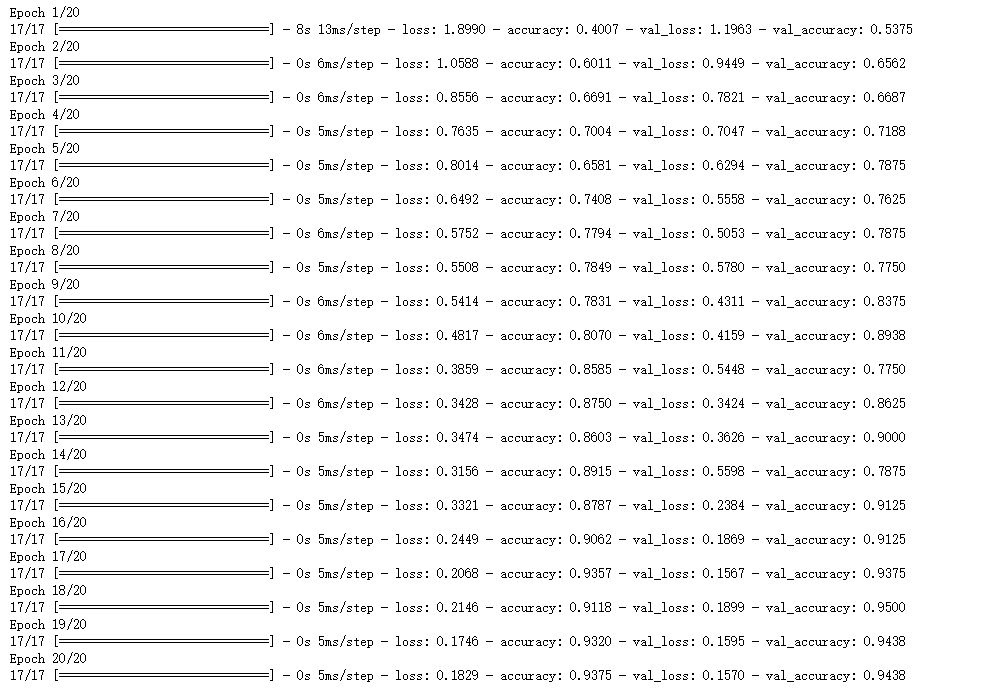 Epoch 1/20
17/17 [==============================] - 8s 13ms/step - loss: 1.8990 - accuracy: 0.4007 - val_loss: 1.1963 - val_accuracy: 0.5375
Epoch 2/20
17/17 [==============================] - 0s 6ms/step - loss: 1.0588 - accuracy: 0.6011 - val_loss: 0.9449 - val_accuracy: 0.6562
Epoch 3/20
17/17 [==============================] - 0s 6ms/step - loss: 0.8556 - accuracy: 0.6691 - val_loss: 0.7821 - val_accuracy: 0.6687
Epoch 4/20
17/17 [==============================] - 0s 5ms/step - loss: 0.7635 - accuracy: 0.7004 - val_loss: 0.7047 - val_accuracy: 0.7188
Epoch 5/20
17/17 [==============================] - 0s 5ms/step - loss: 0.8014 - accuracy: 0.6581 - val_loss: 0.6294 - val_accuracy: 0.7875
Epoch 6/20
17/17 [==============================] - 0s 5ms/step - loss: 0.6492 - accuracy: 0.7408 - val_loss: 0.5558 - val_accuracy: 0.7625
Epoch 7/20
17/17 [==============================] - 0s 6ms/step - loss: 0.5752 - accuracy: 0.7794 - val_loss: 0.5053 - val_accuracy: 0.7875
Epoch 8/20
17/17 [==============================] - 0s 5ms/step - loss: 0.5508 - accuracy: 0.7849 - val_loss: 0.5780 - val_accuracy: 0.7750
Epoch 9/20
17/17 [==============================] - 0s 6ms/step - loss: 0.5414 - accuracy: 0.7831 - val_loss: 0.4311 - val_accuracy: 0.8375
Epoch 10/20
17/17 [==============================] - 0s 6ms/step - loss: 0.4817 - accuracy: 0.8070 - val_loss: 0.4159 - val_accuracy: 0.8938
Epoch 11/20
17/17 [==============================] - 0s 6ms/step - loss: 0.3859 - accuracy: 0.8585 - val_loss: 0.5448 - val_accuracy: 0.7750
Epoch 12/20
17/17 [==============================] - 0s 6ms/step - loss: 0.3428 - accuracy: 0.8750 - val_loss: 0.3424 - val_accuracy: 0.8625
Epoch 13/20
17/17 [==============================] - 0s 5ms/step - loss: 0.3474 - accuracy: 0.8603 - val_loss: 0.3626 - val_accuracy: 0.9000
Epoch 14/20
17/17 [==============================] - 0s 5ms/step - loss: 0.3156 - accuracy: 0.8915 - val_loss: 0.5598 - val_accuracy: 0.7875
Epoch 15/20
17/17 [==============================] - 0s 5ms/step - loss: 0.3321 - accuracy: 0.8787 - val_loss: 0.2384 - val_accuracy: 0.9125
Epoch 16/20
17/17 [==============================] - 0s 5ms/step - loss: 0.2449 - accuracy: 0.9062 - val_loss: 0.1869 - val_accuracy: 0.9125
Epoch 17/20
17/17 [==============================] - 0s 5ms/step - loss: 0.2068 - accuracy: 0.9357 - val_loss: 0.1567 - val_accuracy: 0.9375
Epoch 18/20
17/17 [==============================] - 0s 5ms/step - loss: 0.2146 - accuracy: 0.9118 - val_loss: 0.1899 - val_accuracy: 0.9500
Epoch 19/20
17/17 [==============================] - 0s 5ms/step - loss: 0.1746 - accuracy: 0.9320 - val_loss: 0.1595 - val_accuracy: 0.9438
Epoch 20/20
17/17 [==============================] - 0s 5ms/step - loss: 0.1829 - accuracy: 0.9375 - val_loss: 0.1570 - val_accuracy: 0.9438